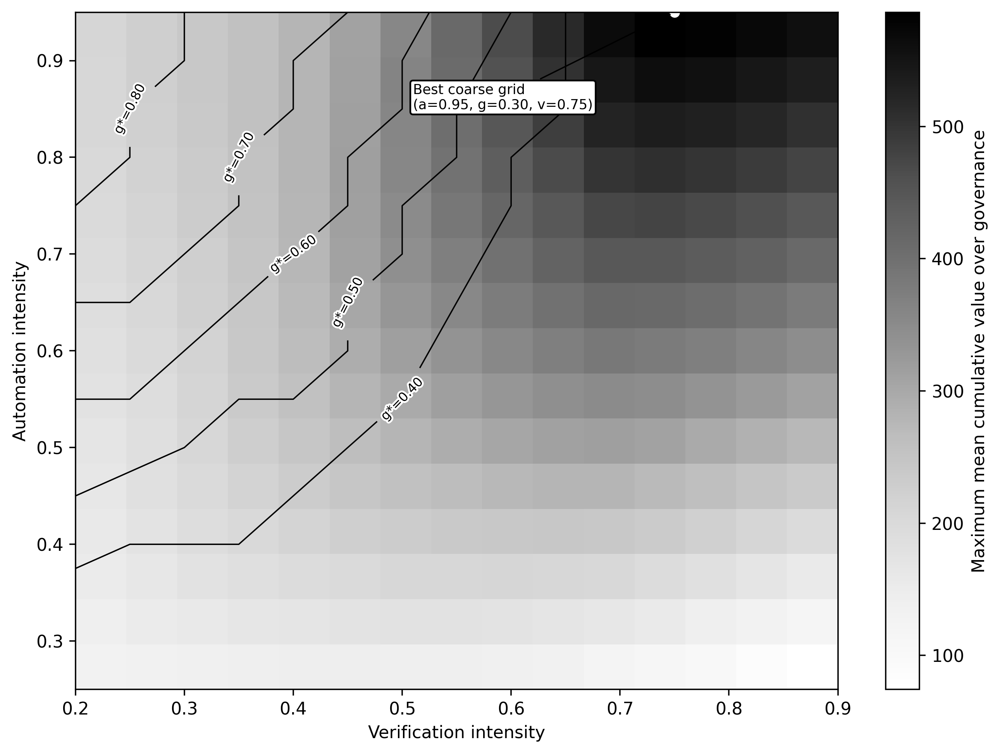 Automation intensity
0.9
0.8
0.7
0.6
0.5
0.4
0.3
g*=0.80
g*=0.70
g*=0.60
g*=0.50
g*=0.40
Best coarse grid
(a=0.95, g=0.30, v=0.75)
0.2
0.3
0.4
0.5
0.6
0.7
0.8
0.9
Verification intensity
500
400
300
200
100
Maximum mean cumulative value over governance